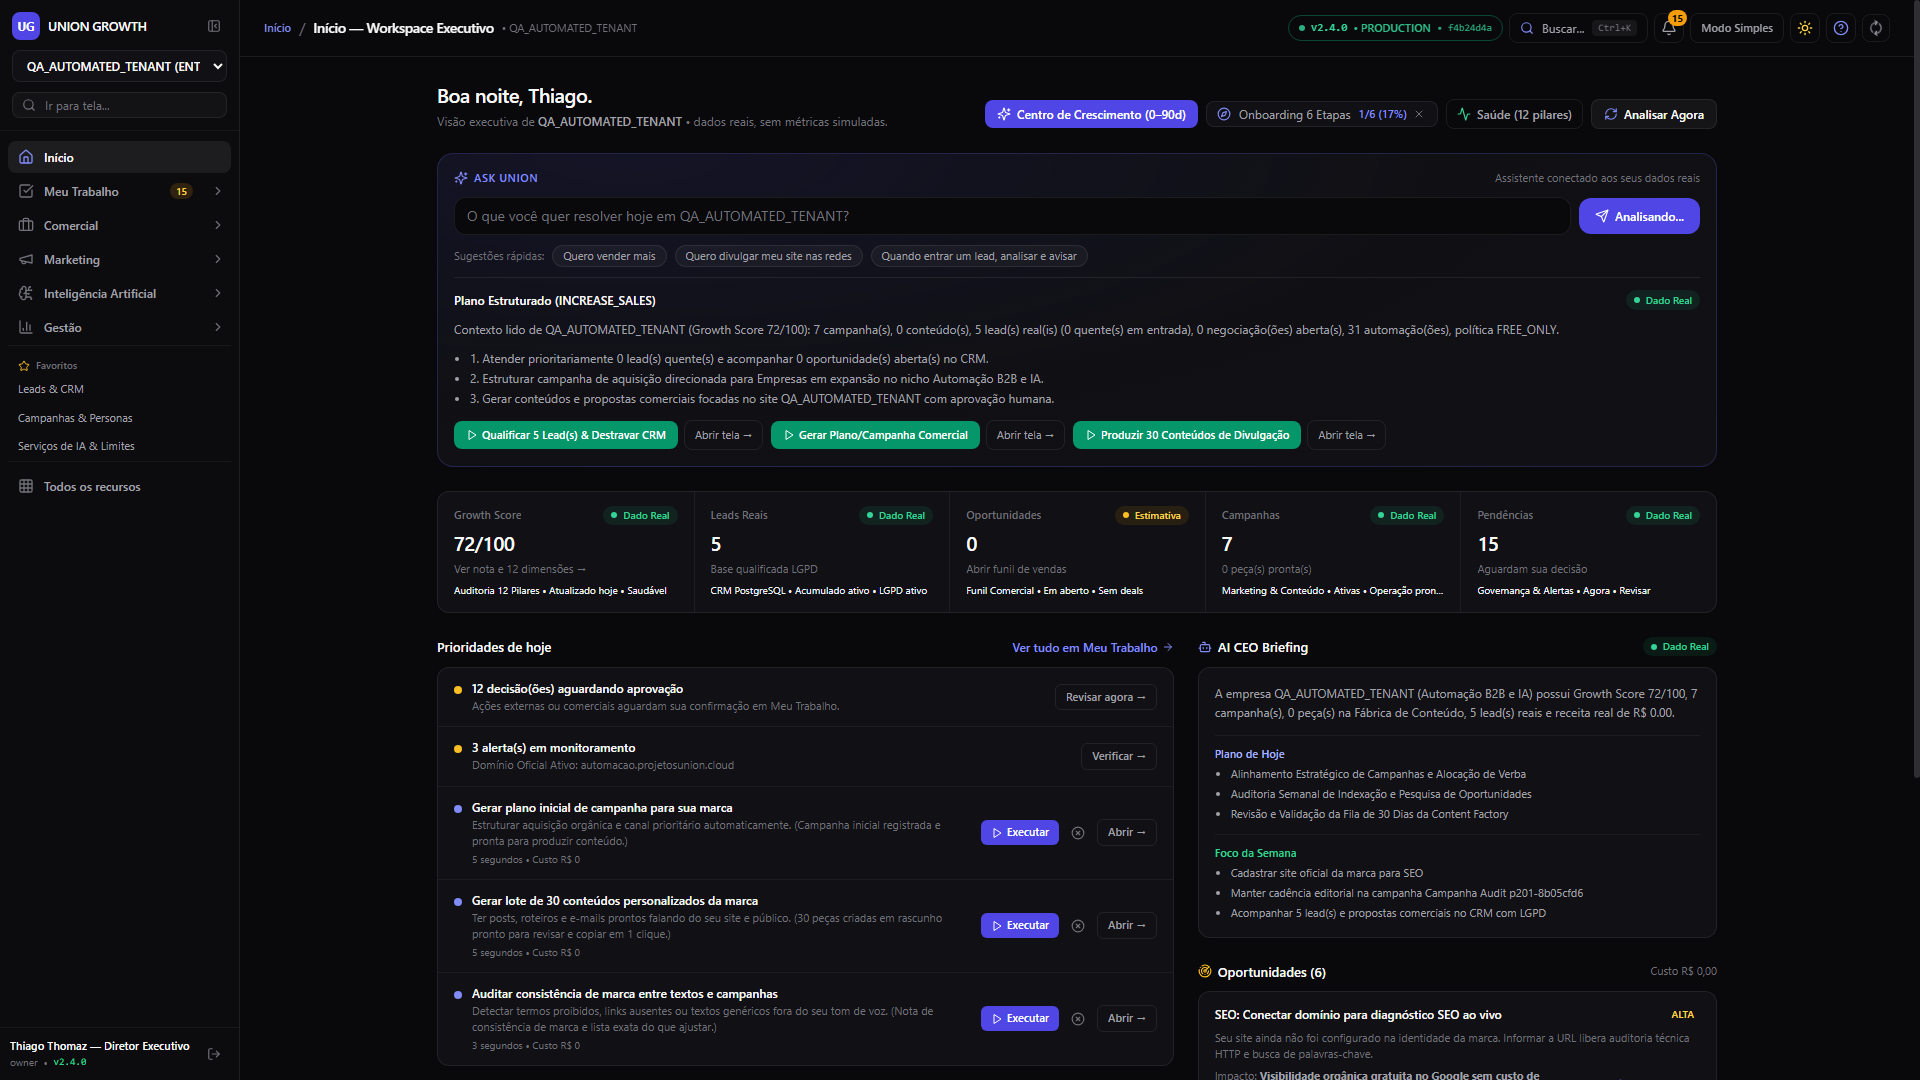 UG UNION GROWTH
QA_AUTOMATED_TENANT (ENT
Ir para tela...
Início
Meu Trabalho 15
Comercial
Marketing
Inteligência Artificial
Gestão
Favoritos
Leads & CRM
Campanhas & Personas
Serviços de IA & Limites
Todos os recursos
Thiago Thomaz — Diretor Executivo
owner • v2.4.0
Início / Início — Workspace Executivo • QA_AUTOMATED_TENANT
v2.4.0 • PRODUCTION • f4b24d4a
Buscar... Ctrl+K
15
Modo Simples
Boa noite, Thiago.
Visão executiva de QA_AUTOMATED_TENANT • dados reais, sem métricas simuladas.
Centro de Crescimento (0–90d)
Onboarding 6 Etapas 1/6 (17%)
Saúde (12 pilares)
Analisar Agora
ASK UNION
Assistente conectado aos seus dados reais
O que você quer resolver hoje em QA_AUTOMATED_TENANT?
Analisando...
Sugestões rápidas: Quero vender mais Quero divulgar meu site nas redes Quando entrar um lead, analisar e avisar
Plano Estruturado (INCREASE_SALES) Dado Real
Contexto lido de QA_AUTOMATED_TENANT (Growth Score 72/100): 7 campanha(s), 0 conteúdo(s), 5 lead(s) real(is) (0 quente(s) em entrada), 0 negociação(ões) aberta(s), 31 automação(ões), política FREE_ONLY.
• 1. Atender prioritariamente 0 lead(s) quente(s) e acompanhar 0 oportunidade(s) aberta(s) no CRM.
• 2. Estruturar campanha de aquisição direcionada para Empresas em expansão no nicho Automação B2B e IA.
• 3. Gerar conteúdos e propostas comerciais focadas no site QA_AUTOMATED_TENANT com aprovação humana.
Qualificar 5 Lead(s) & Destravar CRM Abrir tela → Gerar Plano/Campanha Comercial Abrir tela → Produzir 30 Conteúdos de Divulgação Abrir tela →
Growth Score Dado Real
72/100
Ver nota e 12 dimensões →
Auditoria 12 Pilares • Atualizado hoje • Saudável
Leads Reais Dado Real
5
Base qualificada LGPD
CRM PostgreSQL • Acumulado ativo • LGPD ativo
Oportunidades Estimativa
0
Abrir funil de vendas
Funil Comercial • Em aberto • Sem deals
Campanhas Dado Real
7
0 peça(s) pronta(s)
Marketing & Conteúdo • Ativas • Operação pron...
Pendências Dado Real
15
Aguardam sua decisão
Governança & Alertas • Agora • Revisar
Prioridades de hoje Ver tudo em Meu Trabalho →
12 decisão(ões) aguardando aprovação
Ações externas ou comerciais aguardam sua confirmação em Meu Trabalho.
Revisar agora →
3 alerta(s) em monitoramento
Domínio Oficial Ativo: automacao.projetosunion.cloud
Verificar →
Gerar plano inicial de campanha para sua marca
Estruturar aquisição orgânica e canal prioritário automaticamente. (Campanha inicial registrada e
pronta para produzir conteúdo.)
5 segundos • Custo R$ 0
Executar Abrir →
Gerar lote de 30 conteúdos personalizados da marca
Ter posts, roteiros e e-mails prontos falando do seu site e público. (30 peças criadas em rascunho
pronto para revisar e copiar em 1 clique.)
5 segundos • Custo R$ 0
Executar Abrir →
Auditar consistência de marca entre textos e campanhas
Detectar termos proibidos, links ausentes ou textos genéricos fora do seu tom de voz. (Nota de
consistência de marca e lista exata do que ajustar.)
3 segundos • Custo R$ 0
Executar Abrir →
AI CEO Briefing Dado Real
A empresa QA_AUTOMATED_TENANT (Automação B2B e IA) possui Growth Score 72/100, 7
campanha(s), 0 peça(s) na Fábrica de Conteúdo, 5 lead(s) reais e receita real de R$ 0.00.
Plano de Hoje
• Alinhamento Estratégico de Campanhas e Alocação de Verba
• Auditoria Semanal de Indexação e Pesquisa de Oportunidades
• Revisão e Validação da Fila de 30 Dias da Content Factory
Foco da Semana
• Cadastrar site oficial da marca para SEO
• Manter cadência editorial na campanha Campanha Audit p201-8b05cfd6
• Acompanhar 5 lead(s) e propostas comerciais no CRM com LGPD
Oportunidades (6) Custo R$ 0,00
SEO: Conectar domínio para diagnóstico SEO ao vivo ALTA
Seu site ainda não foi configurado na identidade da marca. Informar a URL libera auditoria técnica
HTTP e busca de palavras-chave.
Impacto: Visibilidade orgânica gratuita no Google sem custo de